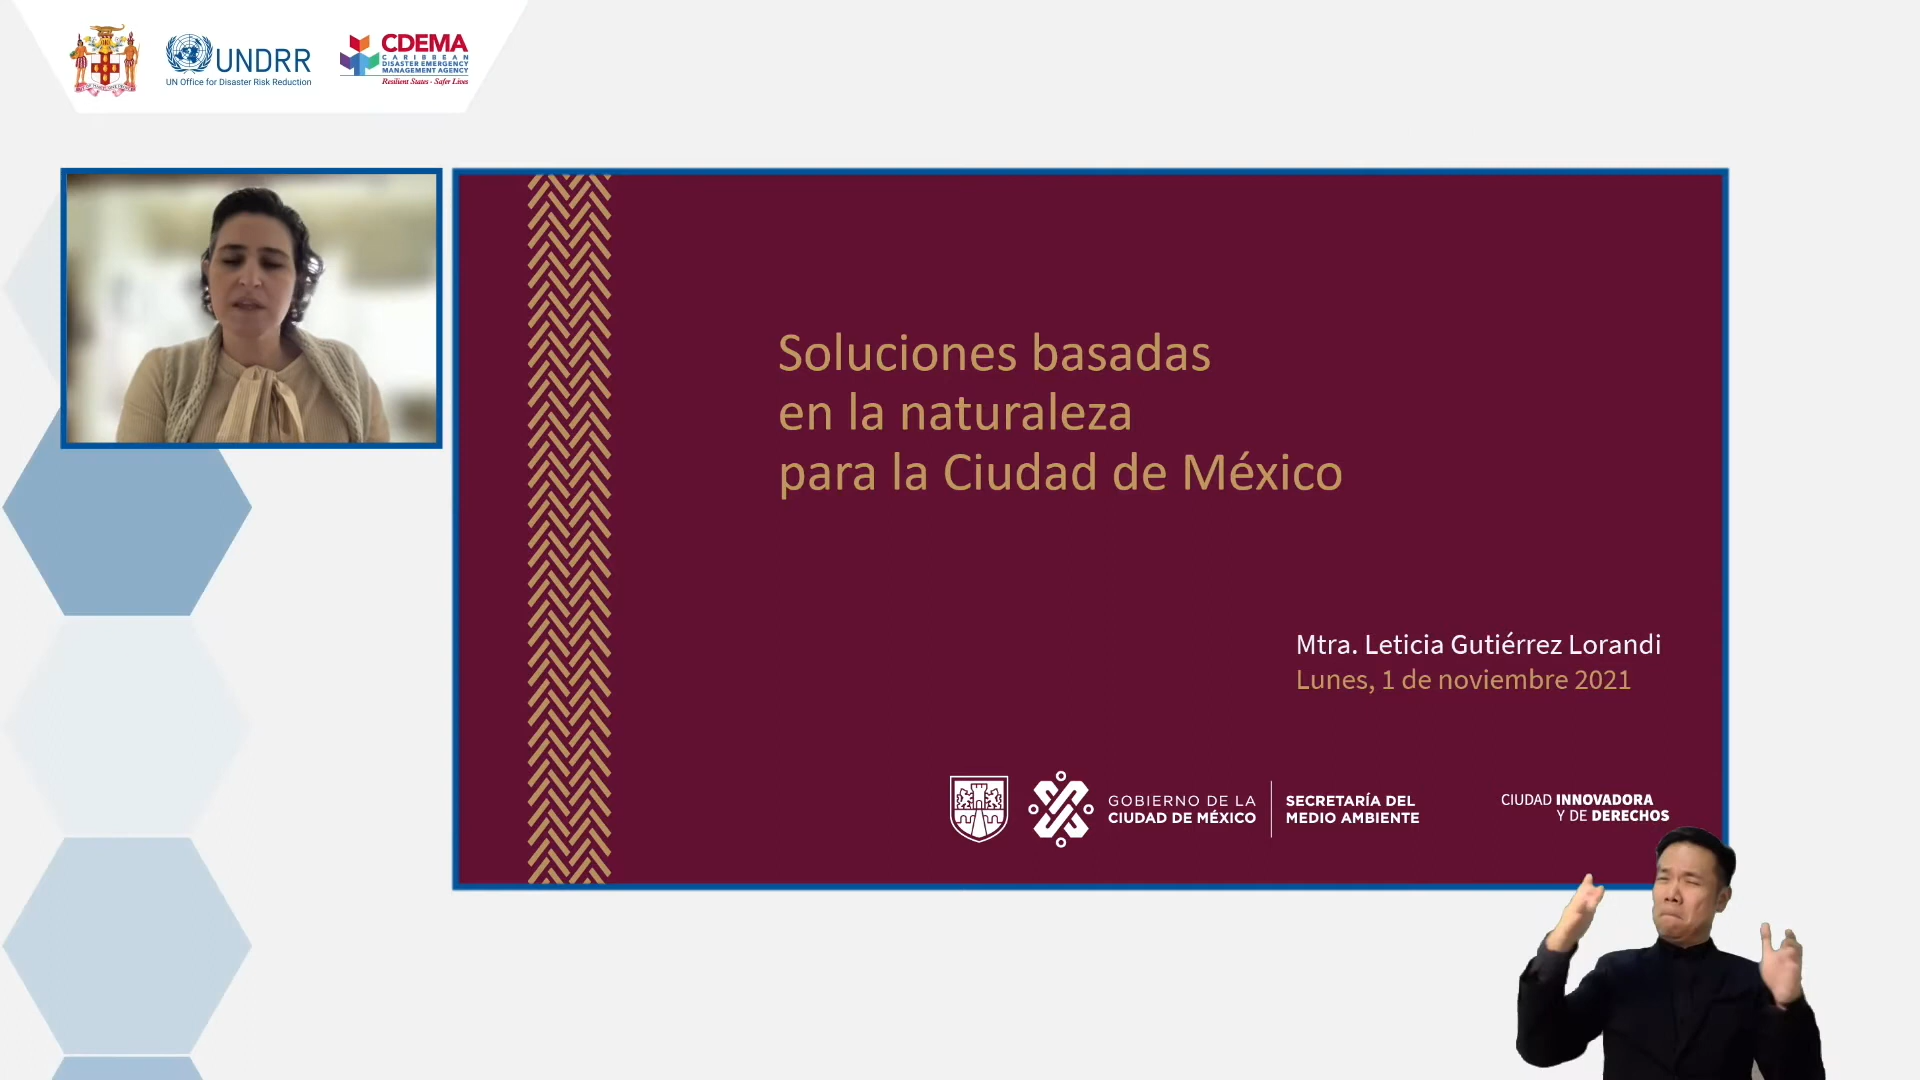 UNDRR
UN Office for Disaster Risk Reduction
CDEMA
CARIBBEAN
DISASTER EMERGENCY
MANAGEMENT AGENCY
Resilient States - Safer Lives
Soluciones basadas
en la naturaleza
para la Ciudad de México
Mtra. Leticia Gutiérrez Lorandi
Lunes, 1 de noviembre 2021
GOBIERNO DE LA
CIUDAD DE MÉXICO
SECRETARÍA DEL
MEDIO AMBIENTE
CIUDAD INNOVADORA
Y DE DERECHOS